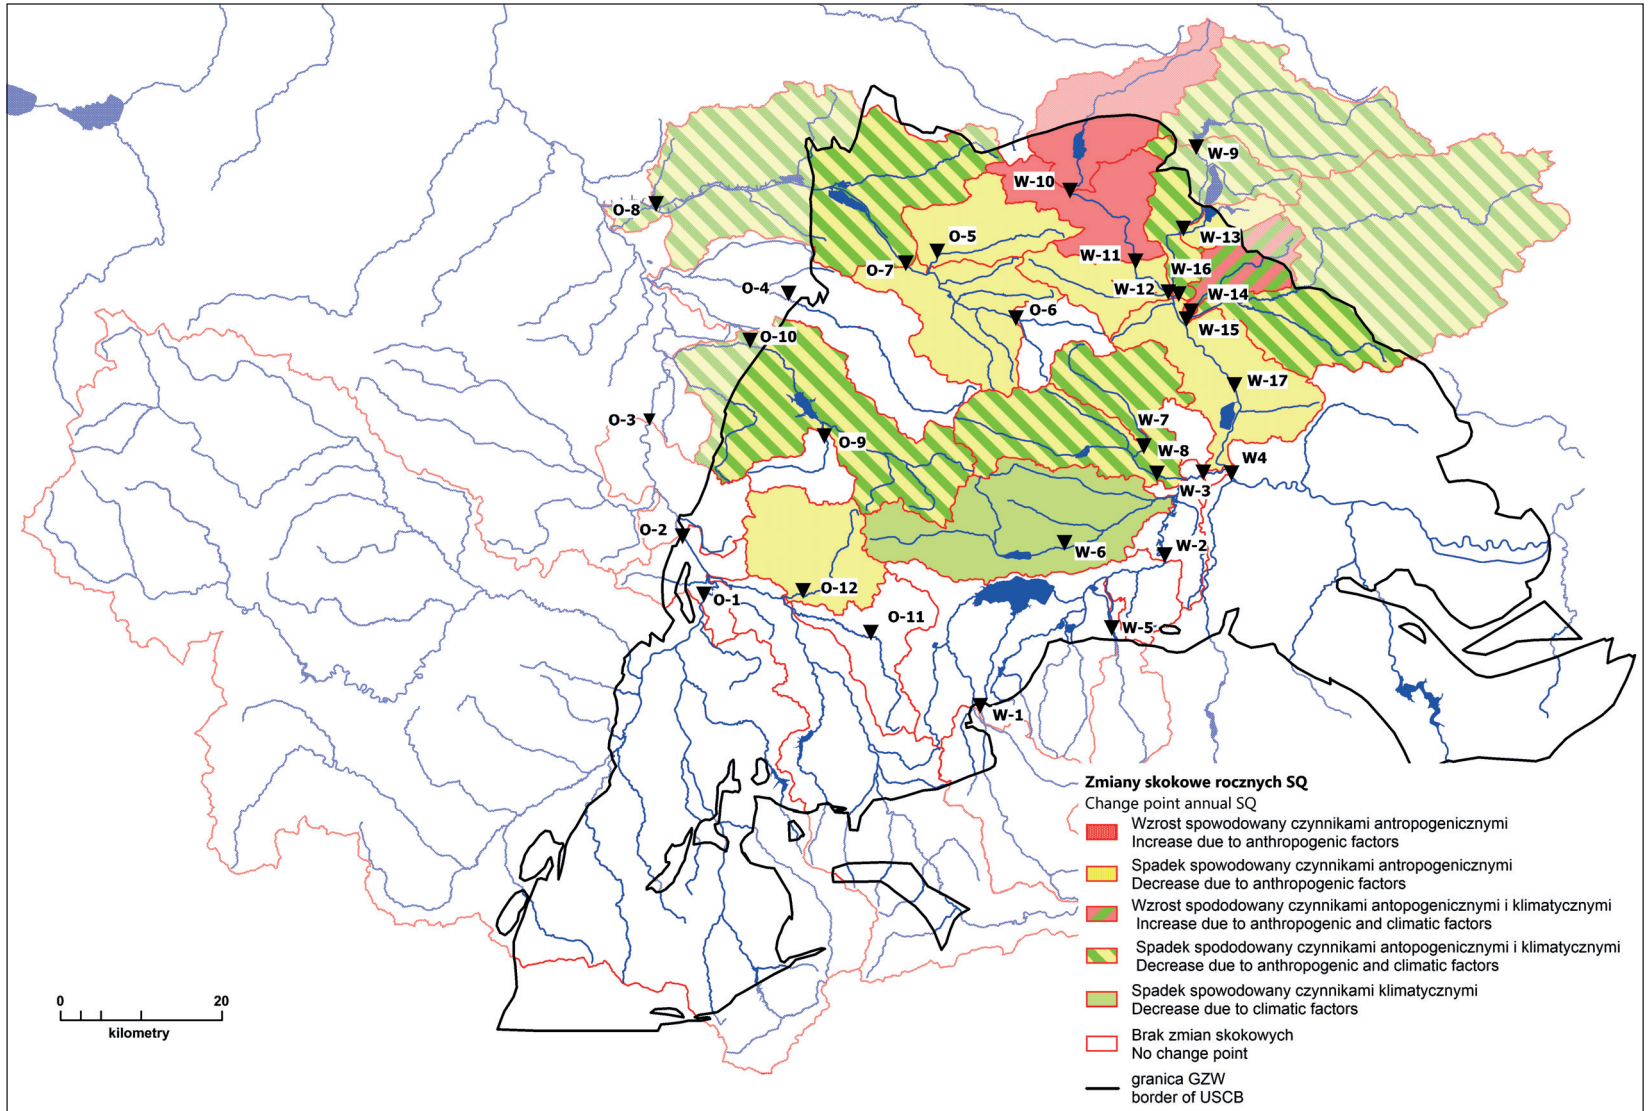 W-9
W-10
O-8
W-13
O-5
W-11
O-7
W-16
W-12
O-4
W-14
O-6
W-15
O-10
W-17
O-3
W-7
O-9
W-8
W4
W-3
O-2
W-2
W-6
O-12
O-1
O-11
W-5
W-1
Zmiany skokowe rocznych SQ
Change point annual SQ
Wzrost spowodowany czynnikami antropogenicznymi
Increase due to anthropogenic factors
Spadek spowodowany czynnikami antropogenicznymi
Decrease due to anthropogenic factors
Wzrost spododowany czynnikami antopogenicznymi i klimatycznymi
Increase due to anthropogenic and climatic factors
Spadek spododowany czynnikami antopogenicznymi i klimatycznymi
Decrease due to anthropogenic and climatic factors
Spadek spowodowany czynnikami klimatycznymi
Decrease due to climatic factors
Brak zmian skokowych
No change point
granica GZW
border of USCB
0 20
kilometry